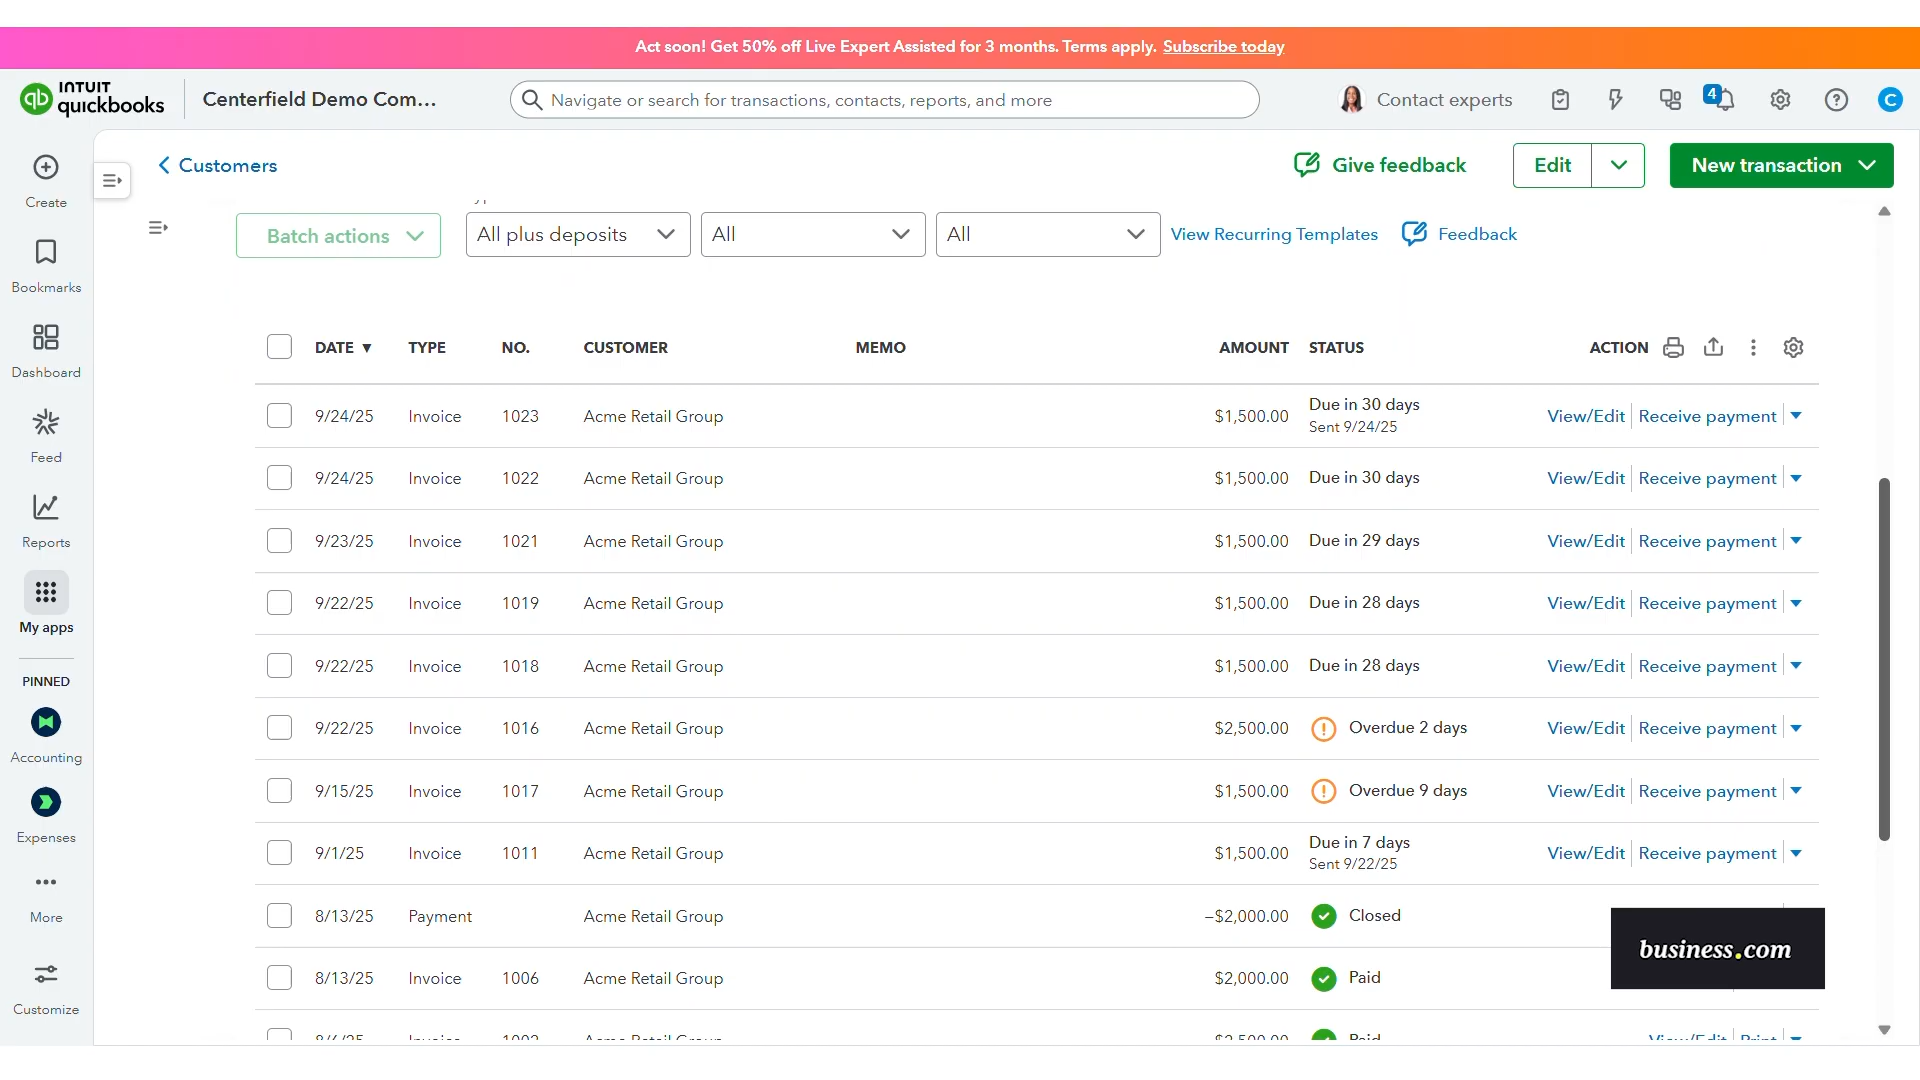 Act soon! Get 50% off Live Expert Assisted for 3 months. Terms apply. Subscribe today
INTUIT quickbooks
Centerfield Demo Com...
Navigate or search for transactions, contacts, reports, and more
Contact experts
4
C
Create
Bookmarks
Dashboard
Feed
Reports
My apps
PINNED
Accounting
Expenses
More
Customize
Customers
Give feedback
Edit
New transaction
Batch actions
All plus deposits
All
All
View Recurring Templates
Feedback
DATE ▼ TYPE NO. CUSTOMER MEMO AMOUNT STATUS ACTION
9/24/25 Invoice 1023 Acme Retail Group $1,500.00 Due in 30 days Sent 9/24/25 View/Edit Receive payment
9/24/25 Invoice 1022 Acme Retail Group $1,500.00 Due in 30 days View/Edit Receive payment
9/23/25 Invoice 1021 Acme Retail Group $1,500.00 Due in 29 days View/Edit Receive payment
9/22/25 Invoice 1019 Acme Retail Group $1,500.00 Due in 28 days View/Edit Receive payment
9/22/25 Invoice 1018 Acme Retail Group $1,500.00 Due in 28 days View/Edit Receive payment
9/22/25 Invoice 1016 Acme Retail Group $2,500.00 Overdue 2 days View/Edit Receive payment
9/15/25 Invoice 1017 Acme Retail Group $1,500.00 Overdue 9 days View/Edit Receive payment
9/1/25 Invoice 1011 Acme Retail Group $1,500.00 Due in 7 days Sent 9/22/25 View/Edit Receive payment
8/13/25 Payment Acme Retail Group –$2,000.00 Closed
8/13/25 Invoice 1006 Acme Retail Group $2,000.00 Paid
Invoice Acme Retail Group Paid View/Edit Print
business.com